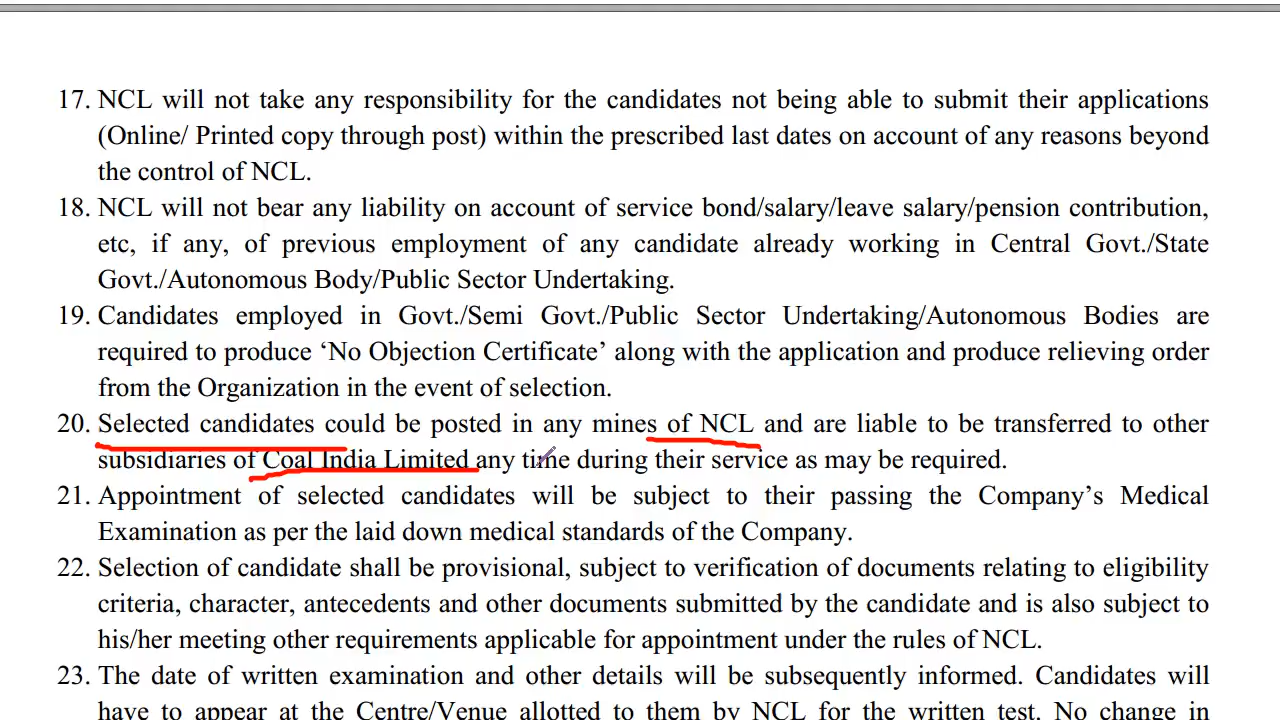 17. NCL will not take any responsibility for the candidates not being able to submit their applications
(Online/ Printed copy through post) within the prescribed last dates on account of any reasons beyond
the control of NCL.
18. NCL will not bear any liability on account of service bond/salary/leave salary/pension contribution,
etc, if any, of previous employment of any candidate already working in Central Govt./State
Govt./Autonomous Body/Public Sector Undertaking.
19. Candidates employed in Govt./Semi Govt./Public Sector Undertaking/Autonomous Bodies are
required to produce ‘No Objection Certificate’ along with the application and produce relieving order
from the Organization in the event of selection.
20. Selected candidates could be posted in any mines of NCL and are liable to be transferred to other
subsidiaries of Coal India Limited any time during their service as may be required.
21. Appointment of selected candidates will be subject to their passing the Company’s Medical
Examination as per the laid down medical standards of the Company.
22. Selection of candidate shall be provisional, subject to verification of documents relating to eligibility
criteria, character, antecedents and other documents submitted by the candidate and is also subject to
his/her meeting other requirements applicable for appointment under the rules of NCL.
23. The date of written examination and other details will be subsequently informed. Candidates will
have to appear at the Centre/Venue allotted to them by NCL for the written test. No change in